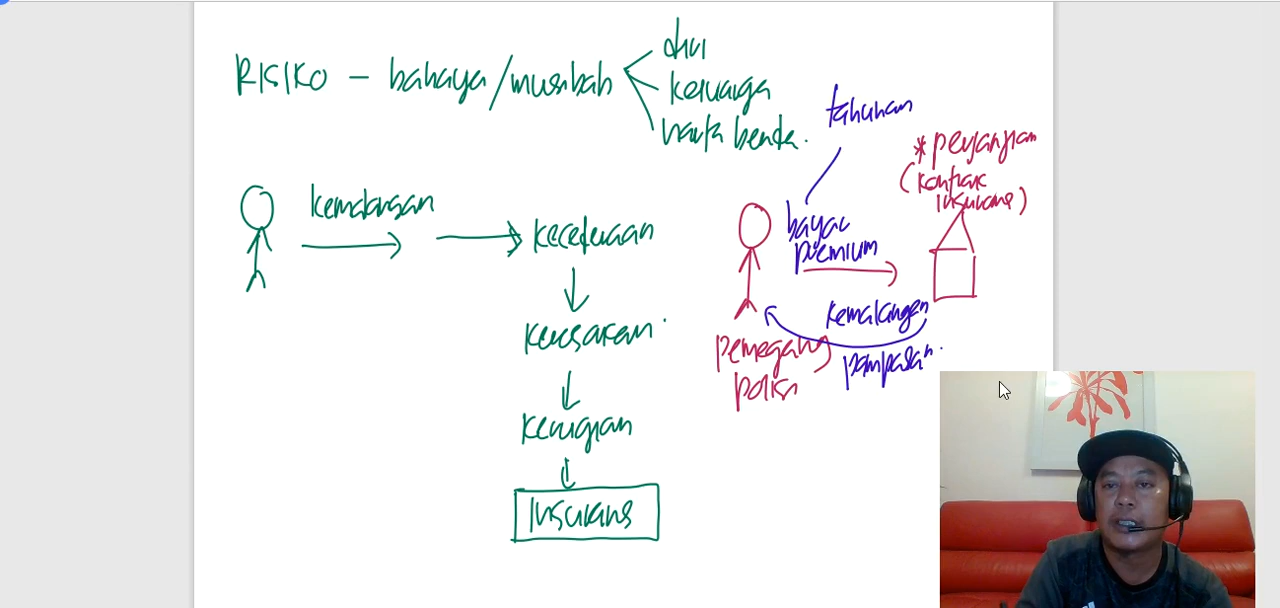 RISIKO - bahaya/musibah
diri
keluarga
harta benda.
kemalangan
kecederaan
kerosakan.
kerugian
Insurans
tahunan
* perjanjian
(kontrak
insurans)
bayar
premium
kemalangan
pampasan.
pemegang
polisi